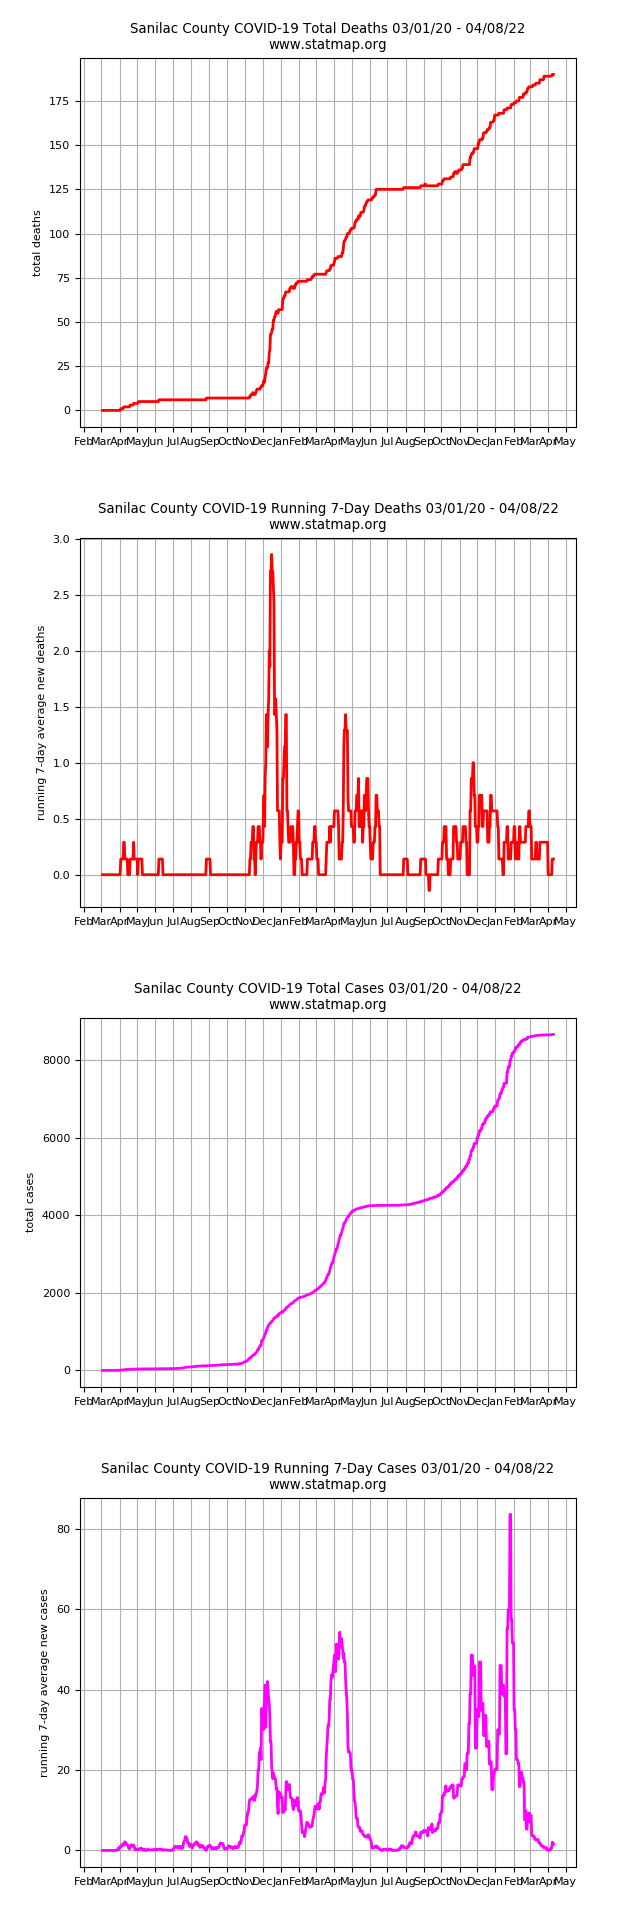 Sanilac County COVID-19 Total Deaths 03/01/20 - 04/08/22
www.statmap.org
total deaths
175
150
125
100
75
50
25
0
Feb Mar Apr May Jun Jul Aug Sep Oct Nov Dec Jan Feb Mar Apr May Jun Jul Aug Sep Oct Nov Dec Jan Feb Mar Apr May
Sanilac County COVID-19 Running 7-Day Deaths 03/01/20 - 04/08/22
www.statmap.org
running 7-day average new deaths
3.0
2.5
2.0
1.5
1.0
0.5
0.0
Feb Mar Apr May Jun Jul Aug Sep Oct Nov Dec Jan Feb Mar Apr May Jun Jul Aug Sep Oct Nov Dec Jan Feb Mar Apr May
Sanilac County COVID-19 Total Cases 03/01/20 - 04/08/22
www.statmap.org
total cases
8000
6000
4000
2000
0
Feb Mar Apr May Jun Jul Aug Sep Oct Nov Dec Jan Feb Mar Apr May Jun Jul Aug Sep Oct Nov Dec Jan Feb Mar Apr May
Sanilac County COVID-19 Running 7-Day Cases 03/01/20 - 04/08/22
www.statmap.org
running 7-day average new cases
80
60
40
20
0
Feb Mar Apr May Jun Jul Aug Sep Oct Nov Dec Jan Feb Mar Apr May Jun Jul Aug Sep Oct Nov Dec Jan Feb Mar Apr May